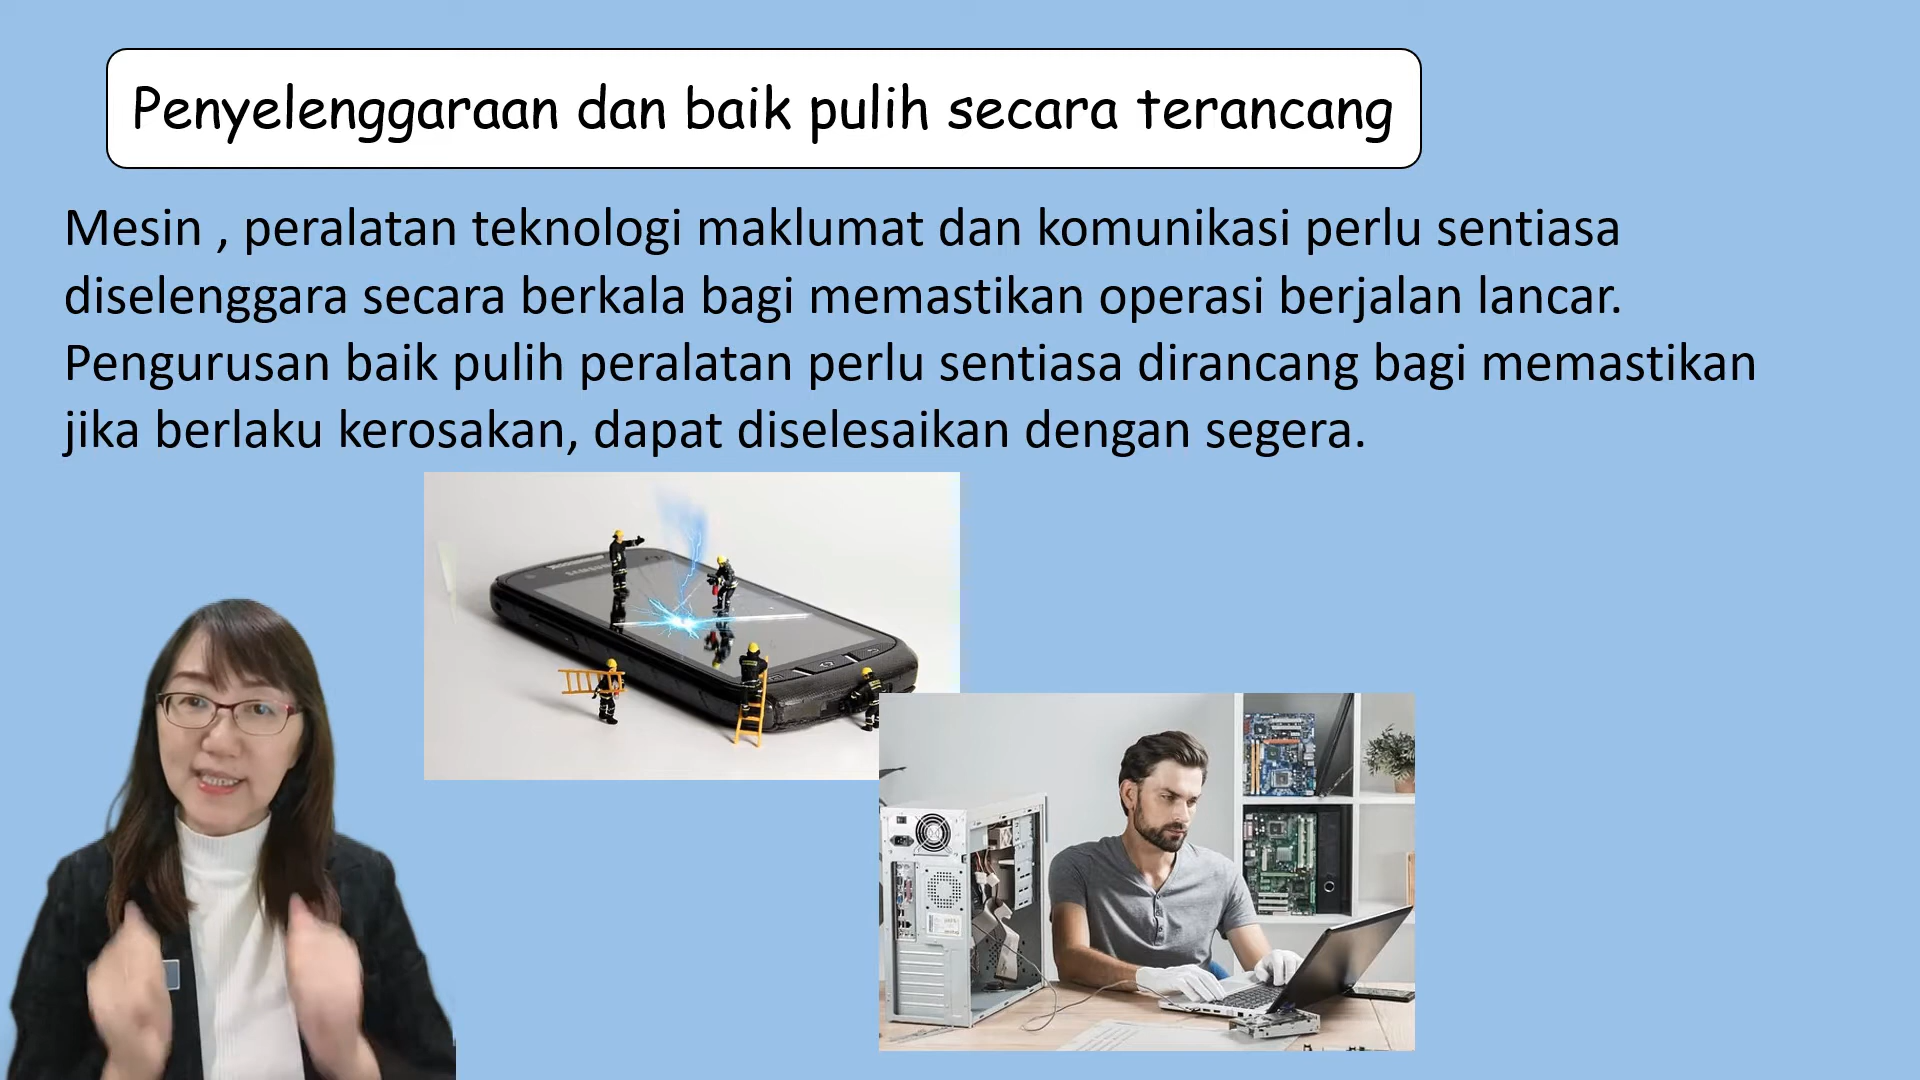 Penyelenggaraan dan baik pulih secara terancang
Mesin , peralatan teknologi maklumat dan komunikasi perlu sentiasa
diselenggara secara berkala bagi memastikan operasi berjalan lancar.
Pengurusan baik pulih peralatan perlu sentiasa dirancang bagi memastikan
jika berlaku kerosakan, dapat diselesaikan dengan segera.